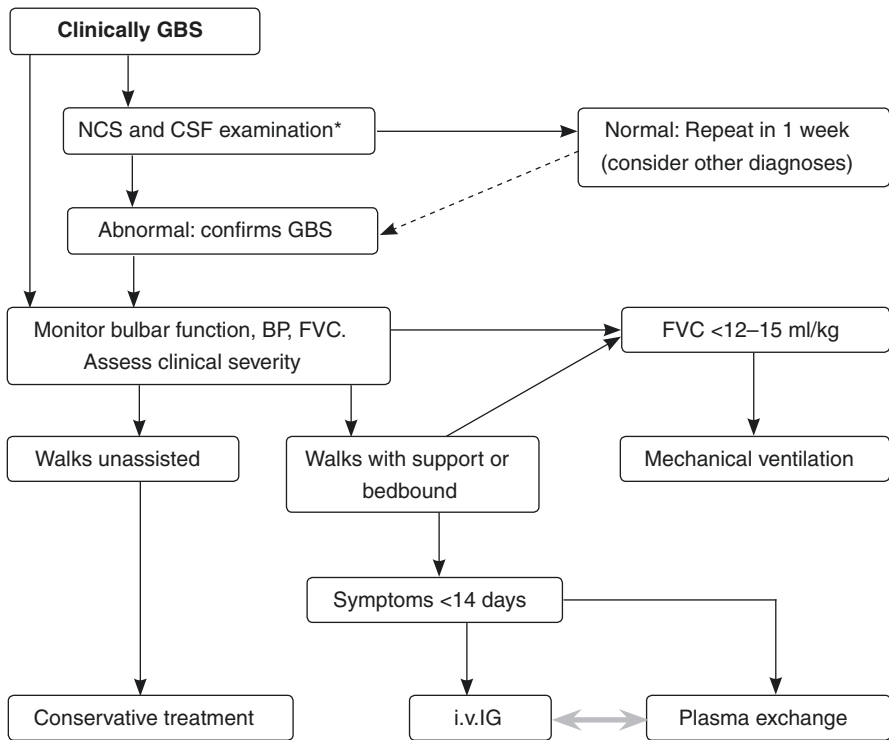 Clinically GBS
NCS and CSF examination*
Normal: Repeat in 1 week
(consider other diagnoses)
Abnormal: confirms GBS
Monitor bulbar function, BP, FVC.
Assess clinical severity
FVC <12–15 ml/kg
Walks unassisted
Walks with support or
bedbound
Mechanical ventilation
Symptoms <14 days
Conservative treatment
i.v.IG
Plasma exchange